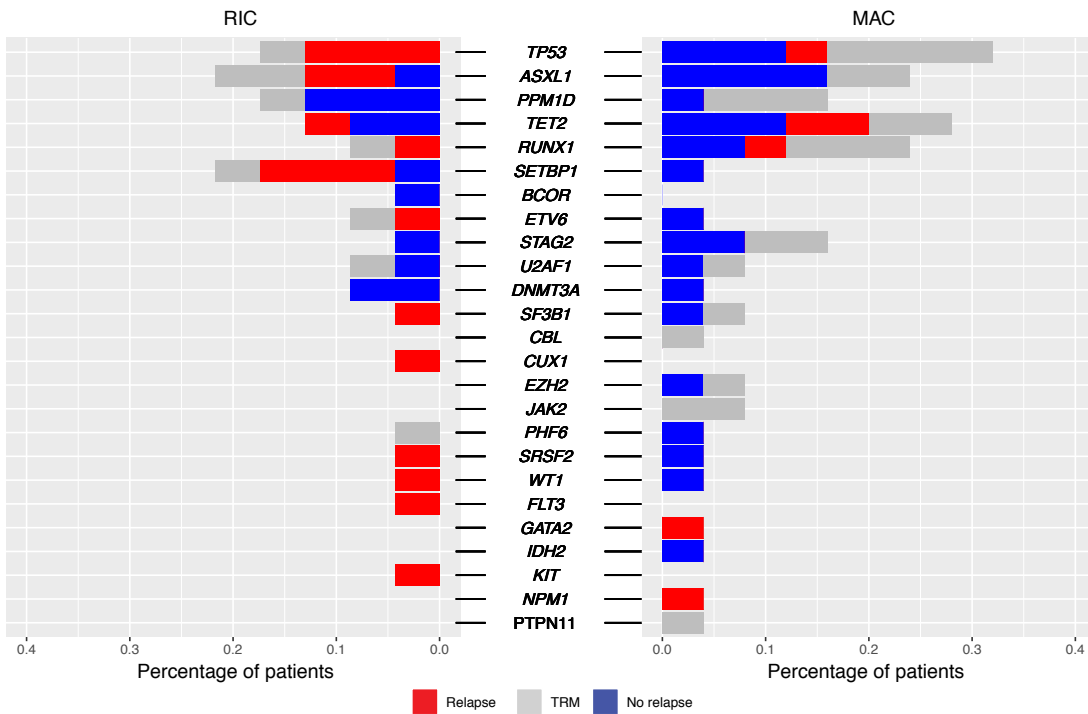 RIC MAC
TP53
ASXL1
PPM1D
TET2
RUNX1
SETBP1
BCOR
ETV6
STAG2
U2AF1
DNMT3A
SF3B1
CBL
CUX1
EZH2
JAK2
PHF6
SRSF2
WT1
FLT3
GATA2
IDH2
KIT
NPM1
PTPN11
0.4 0.3 0.2 0.1 0.0 0.0 0.1 0.2 0.3 0.4
Percentage of patients Percentage of patients
Relapse TRM No relapse